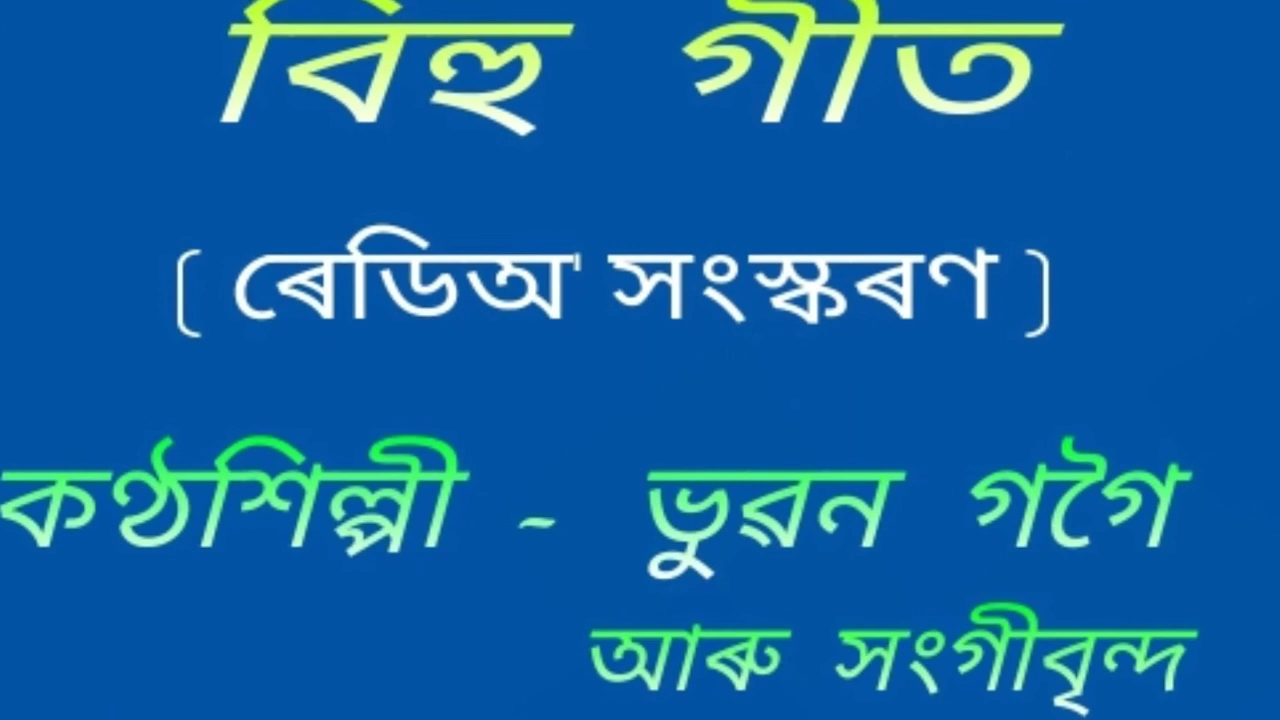 বিহু গীত
( ৰেডিঅ' সংস্কৰণ )
কণ্ঠশিল্পী ~ ভুৱন গগৈ
আৰু সংগীবৃন্দ